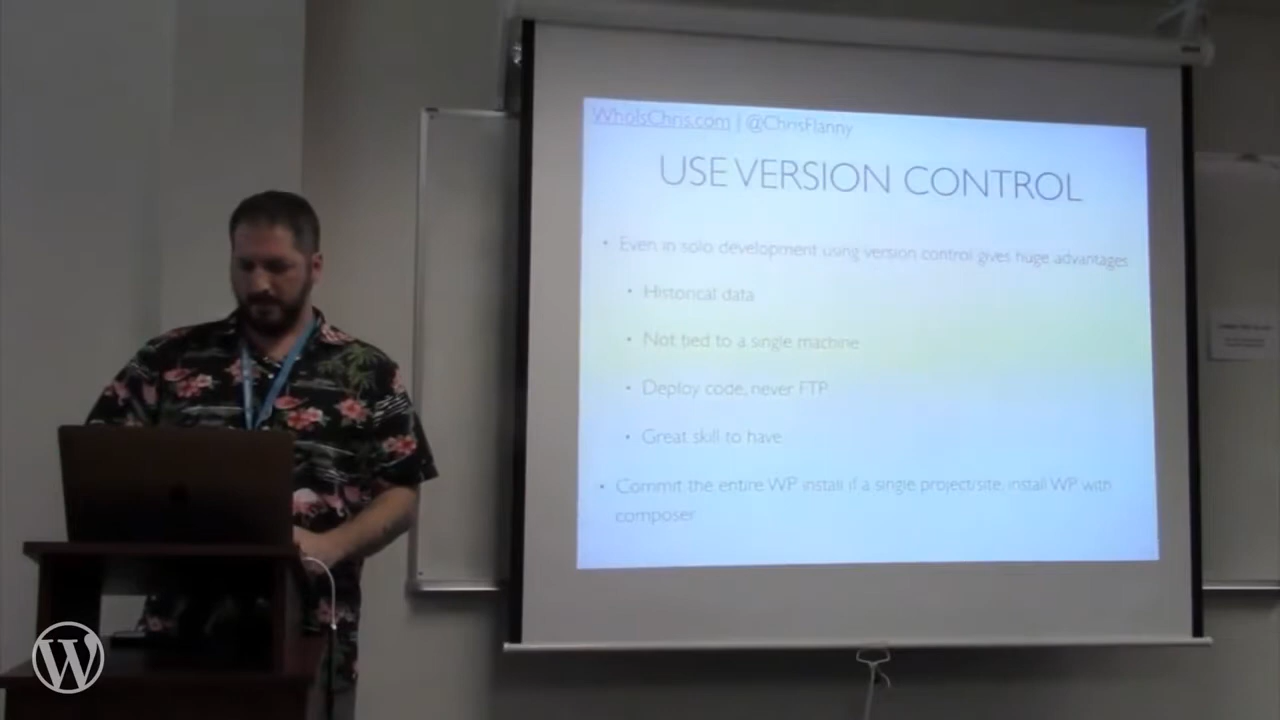 WhoIsChris.com | @ChrisFlanny
USE VERSION CONTROL
• Even in solo development using version control gives huge advantages
• Historical data
• Not tied to a single machine
• Deploy code, never FTP
• Great skill to have
• Commit the entire WP install if a single project/site, install WP with
composer